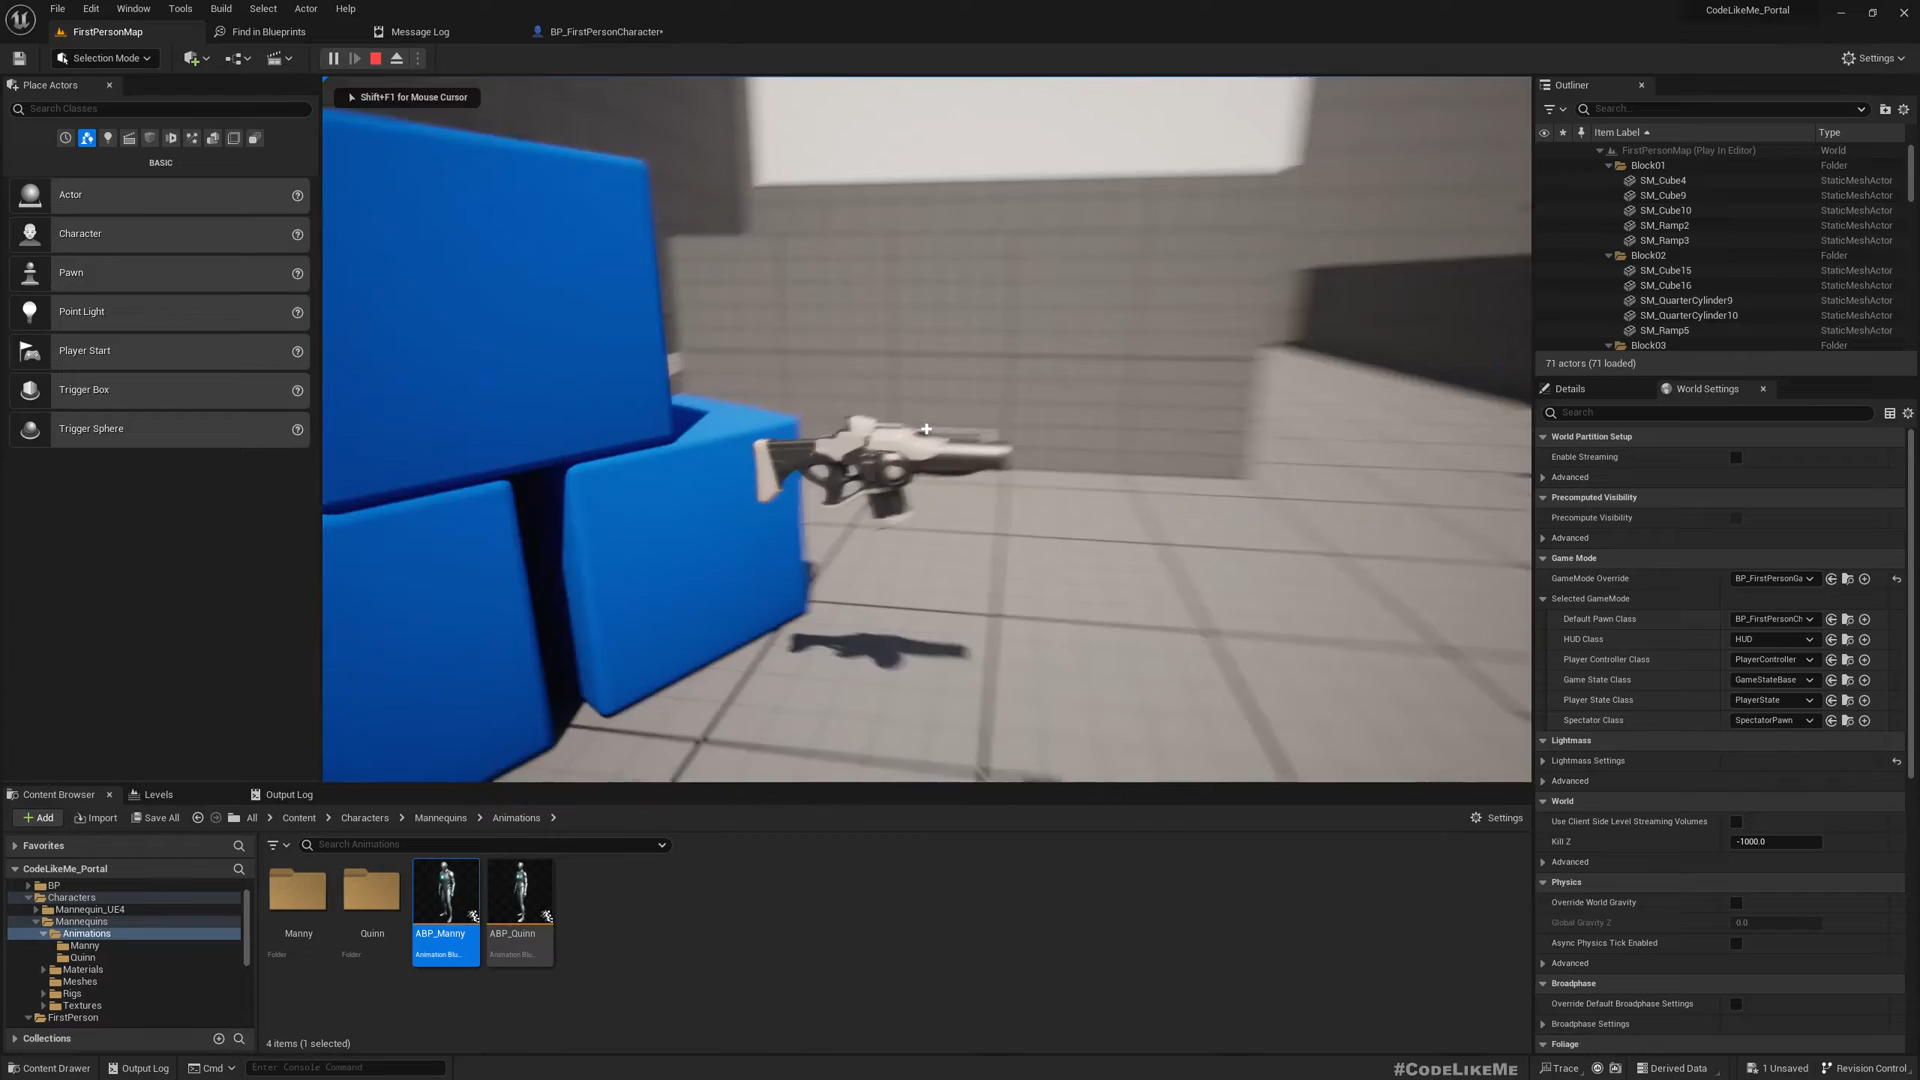 File Edit Window Tools Build Select Actor Help
CodeLikeMe_Portal
FirstPersonMap
Find in Blueprints
Message Log
BP_FirstPersonCharacter*
Selection Mode
Settings
Place Actors
Search Classes
BASIC
Actor
Character
Pawn
Point Light
Player Start
Trigger Box
Trigger Sphere
Shift+F1 for Mouse Cursor
Outliner
Search...
Item Label Type
FirstPersonMap (Play In Editor) World
Block01 Folder
SM_Cube4 StaticMeshActor
SM_Cube9 StaticMeshActor
SM_Cube10 StaticMeshActor
SM_Ramp2 StaticMeshActor
SM_Ramp3 StaticMeshActor
Block02 Folder
SM_Cube15 StaticMeshActor
SM_Cube16 StaticMeshActor
SM_QuarterCylinder9 StaticMeshActor
SM_QuarterCylinder10 StaticMeshActor
SM_Ramp5 StaticMeshActor
Block03 Folder
71 actors (71 loaded)
Details
World Settings
Search
World Partition Setup
Enable Streaming
Advanced
Precomputed Visibility
Precompute Visibility
Advanced
Game Mode
GameMode Override BP_FirstPersonGa
Selected GameMode
Default Pawn Class BP_FirstPersonCh
HUD Class HUD
Player Controller Class PlayerController
Game State Class GameStateBase
Player State Class PlayerState
Spectator Class SpectatorPawn
Lightmass
Lightmass Settings
Advanced
World
Use Client Side Level Streaming Volumes
Kill Z -1000.0
Advanced
Physics
Override World Gravity
Global Gravity Z 0.0
Async Physics Tick Enabled
Advanced
Broadphase
Override Default Broadphase Settings
Broadphase Settings
Foliage
Content Browser
Levels
Output Log
Add
Import
Save All
All > Content > Characters > Mannequins > Animations >
Settings
Favorites
CodeLikeMe_Portal
BP
Characters
Mannequin_UE4
Mannequins
Animations
Manny
Quinn
Materials
Meshes
Rigs
Textures
FirstPerson
Collections
Search Animations
Manny
Folder
Quinn
Folder
ABP_Manny
Animation Blu...
ABP_Quinn
Animation Blu...
4 items (1 selected)
Content Drawer
Output Log
Cmd
Enter Console Command
#CodeLikeMe
Trace
Derived Data
1 Unsaved
Revision Control